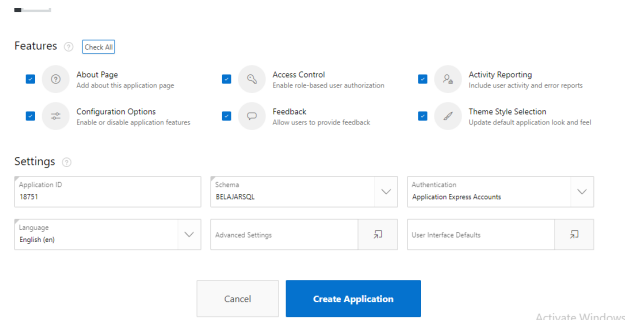 Features Check All
About Page
Add about this application page
Access Control
Enable role-based user authorization
Activity Reporting
Include user activity and error reports
Configuration Options
Enable or disable application features
Feedback
Allow users to provide feedback
Theme Style Selection
Update default application look and feel
Settings
Application ID
18751
Schema
BELAJARSQL
Authentication
Application Express Accounts
Language
English (en)
Advanced Settings
User Interface Defaults
Cancel
Create Application
Activate Windows